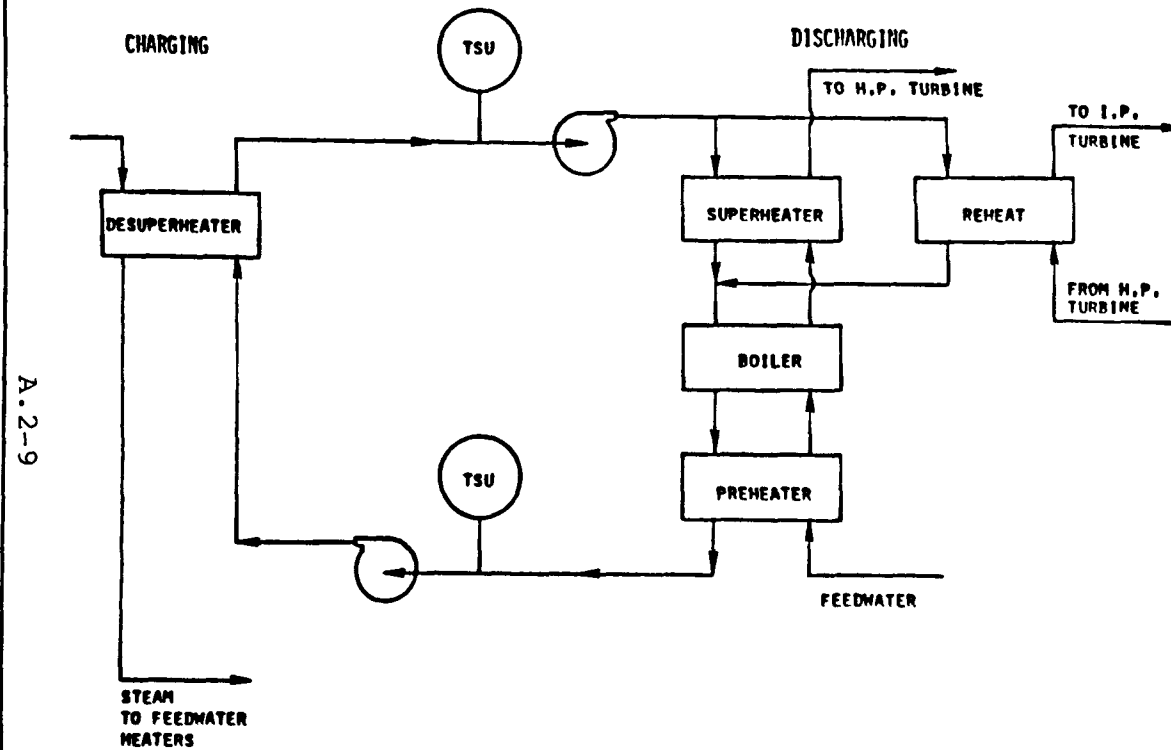 CHARGING
DISCHARGING
TSU
TO H.P. TURBINE
TO I.P.
TURBINE
DESUPERHEATER
SUPERHEATER
REHEAT
FROM H.P.
TURBINE
BOILER
A.2-9
TSU
PREHEATER
FEEDWATER
STEAM
TO FEEDWATER
HEATERS